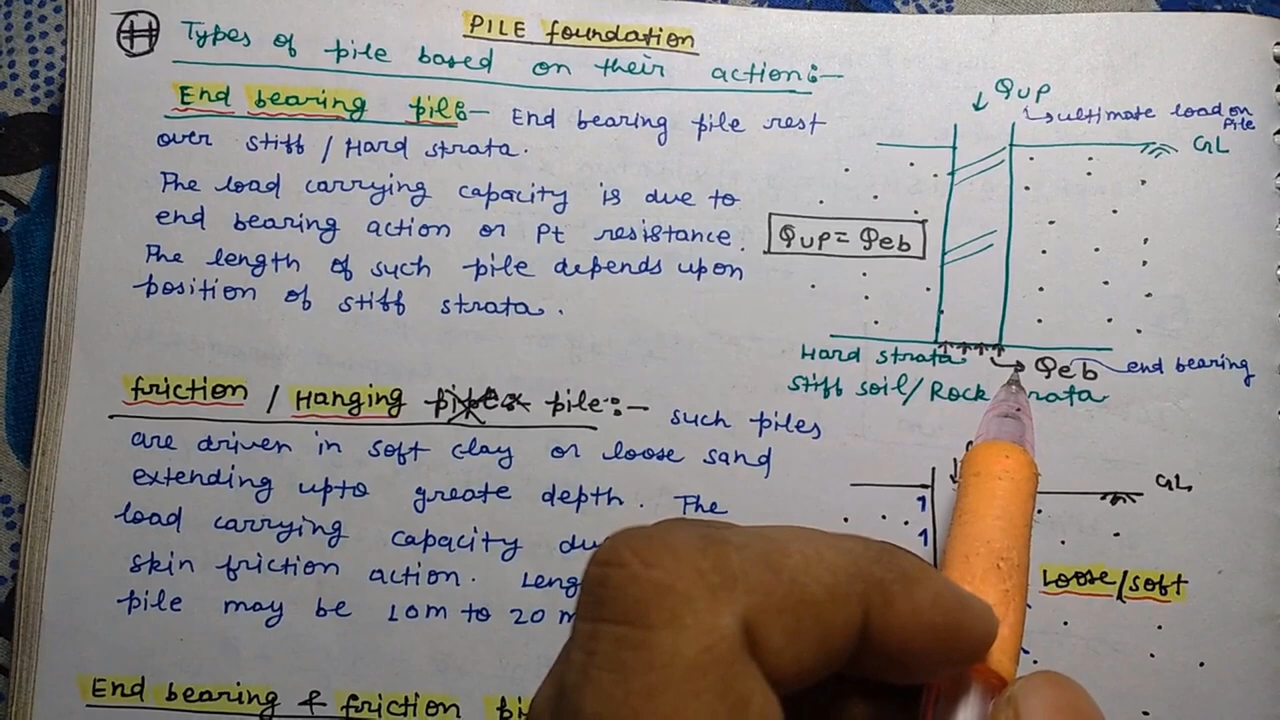 PILE foundation
H Types of pile based on their action:-
End bearing pile:- End bearing pile rest
over stiff / Hard strata.
The load carrying capacity is due to
end bearing action or Pt resistance.
The length of such pile depends upon
position of stiff strata.
friction / Hanging pile:- such piles
are driven in soft clay or loose sand
extending upto greate depth. The
load carrying capacity
skin friction action.
pile may be 10m to 20 m
End bearing & friction
Qup
ultimate load on
Pile
GL
Qup = Qeb
Hard strata
Qeb end bearing
Stiff soil/Rock
GL
1
1
Loose/soft